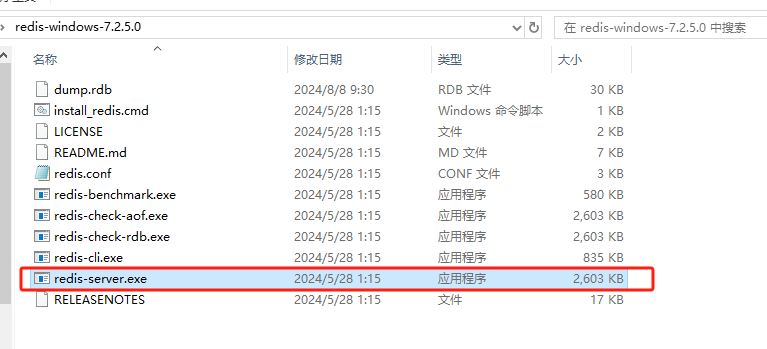 redis-windows-7.2.5.0 在 redis-windows-7.2.5.0 中搜索
名称 修改日期 类型 大小
dump.rdb 2024/8/8 9:30 RDB 文件 30 KB
install_redis.cmd 2024/5/28 1:15 Windows 命令脚本 1 KB
LICENSE 2024/5/28 1:15 文件 2 KB
README.md 2024/5/28 1:15 MD 文件 7 KB
redis.conf 2024/5/28 1:15 CONF 文件 3 KB
redis-benchmark.exe 2024/5/28 1:15 应用程序 580 KB
redis-check-aof.exe 2024/5/28 1:15 应用程序 2,603 KB
redis-check-rdb.exe 2024/5/28 1:15 应用程序 2,603 KB
redis-cli.exe 2024/5/28 1:15 应用程序 835 KB
redis-server.exe 2024/5/28 1:15 应用程序 2,603 KB
RELEASENOTES 2024/5/28 1:15 文件 17 KB